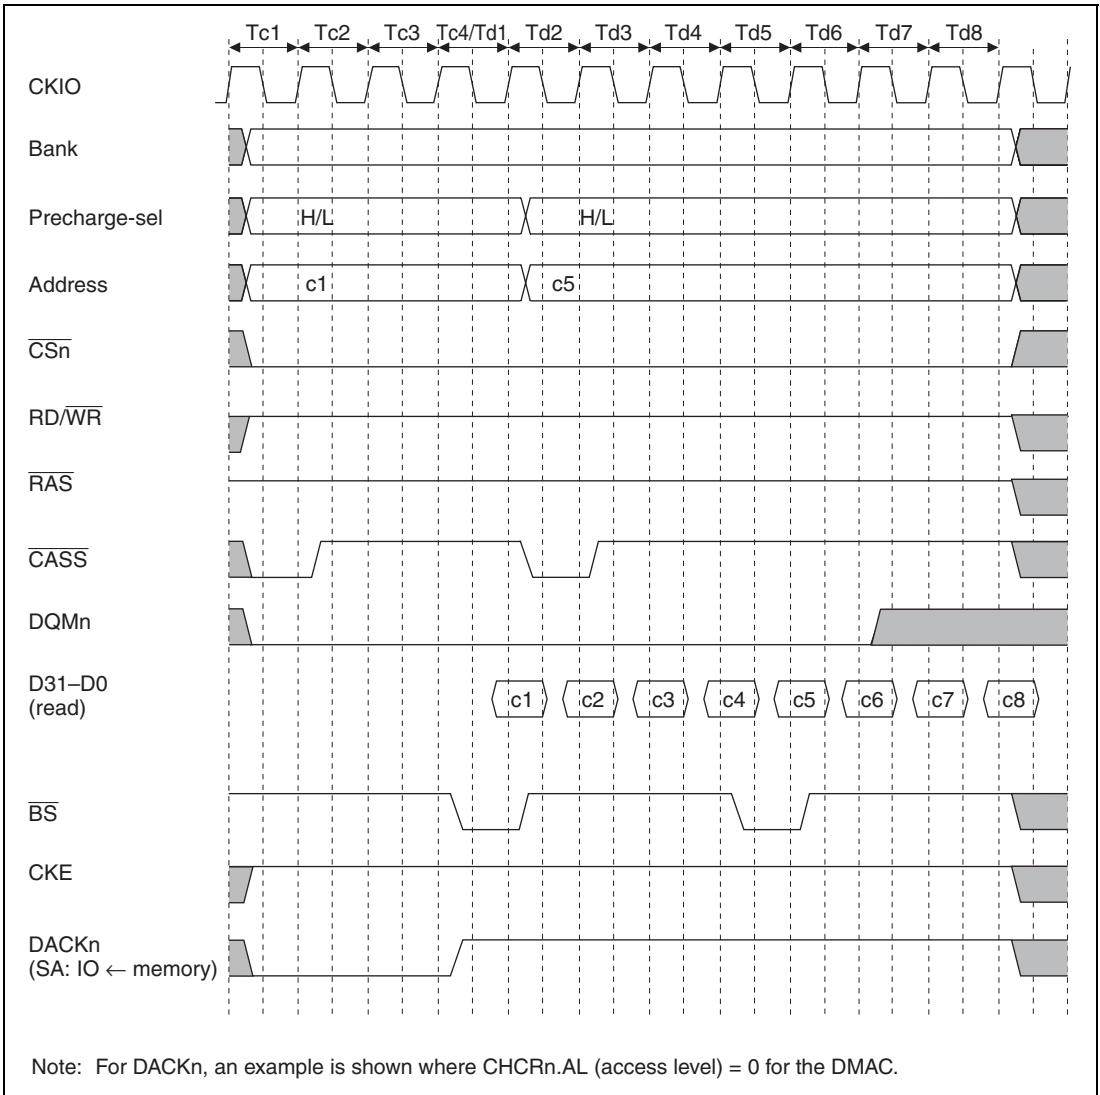 Tc1 Tc2 Tc3 Tc4/Td1 Td2 Td3 Td4 Td5 Td6 Td7 Td8
CKIO
Bank
Precharge-sel H/L H/L
Address c1 c5
CSn
RD/WR
RAS
CASS
DQMn
D31–D0
(read) c1 c2 c3 c4 c5 c6 c7 c8
BS
CKE
DACKn
(SA: IO ← memory)
Note: For DACKn, an example is shown where CHCRn.AL (access level) = 0 for the DMAC.